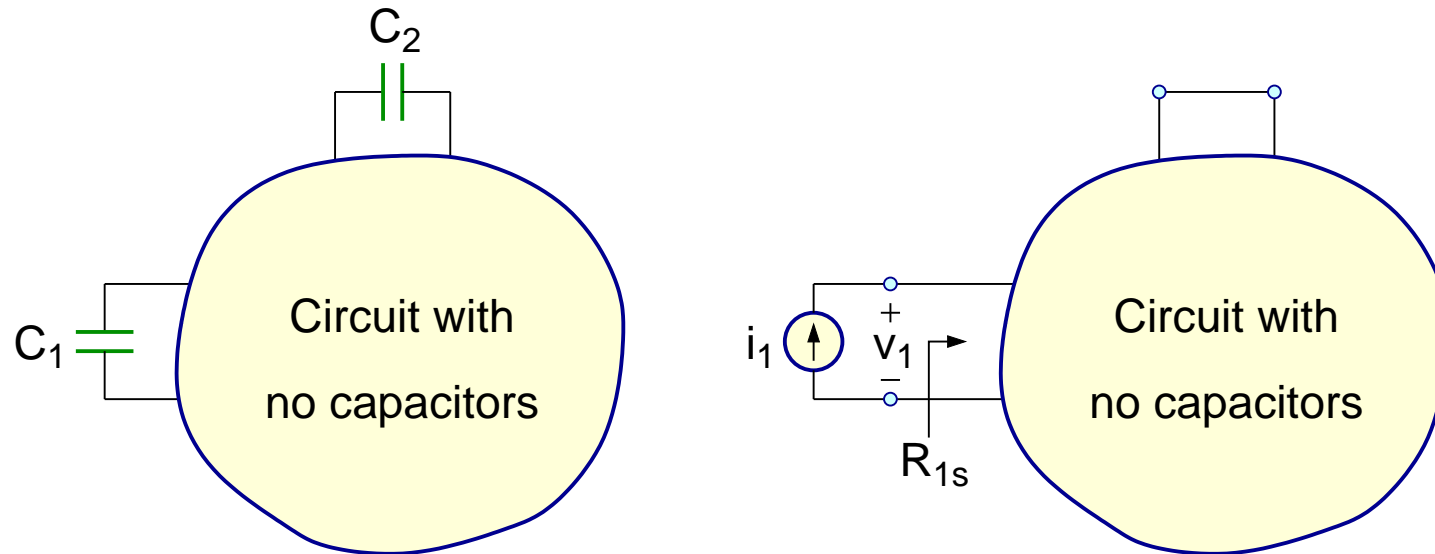 C₂
C₁
Circuit with
no capacitors
i₁
+
v₁
−
R₁ₛ
Circuit with
no capacitors